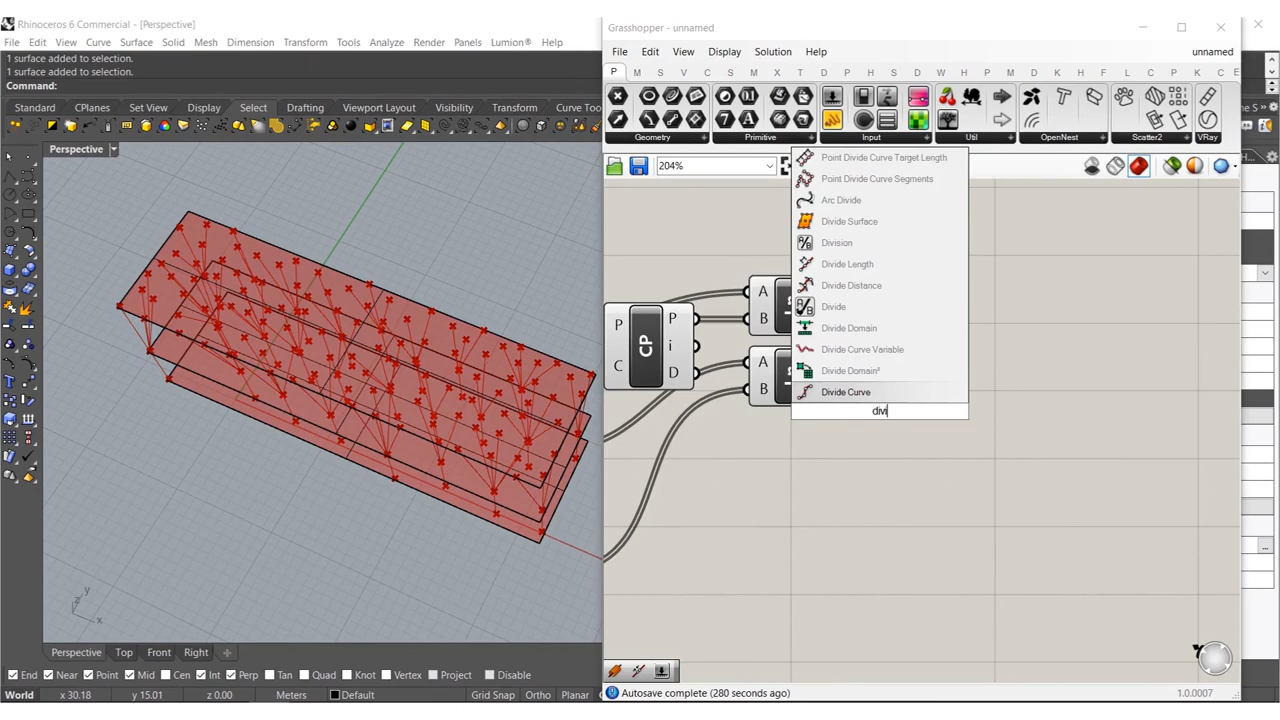 Rhinoceros 6 Commercial - [Perspective]
File Edit View Curve Surface Solid Mesh Dimension Transform Tools Analyze Render Panels Lumion® Help
1 surface added to selection.
1 surface added to selection.
Command:
Standard CPlanes Set View Display Select Drafting Viewport Layout Visibility Transform Curve Too
Perspective
y
z
x
Perspective Top Front Right
End Near Point Mid Cen Int Perp Tan Quad Knot Vertex Project Disable
World x 30.18 y 15.01 z 0.00 Meters Default Grid Snap Ortho Planar
Grasshopper - unnamed
File Edit View Display Solution Help unnamed
P M S V C S M X T D P H S D W H P M D F L C T A P K C E
Geometry Primitive Input Util OpenNest Scatter2 VRay
204%
Point Divide Curve Target Length
Point Divide Curve Segments
Arc Divide
Divide Surface
A/B Division
Divide Length
Divide Distance
A/B Divide
Divide Domain
Divide Curve Variable
Divide Domain²
Divide Curve
divi
P C CP P i D
A B
A B
Autosave complete (280 seconds ago) 1.0.0007